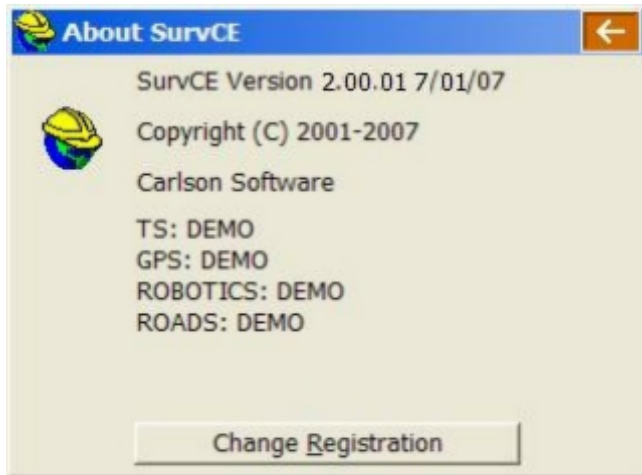 About SurvCE
SurvCE Version 2.00.01 7/01/07
Copyright (C) 2001-2007
Carlson Software
TS: DEMO
GPS: DEMO
ROBOTICS: DEMO
ROADS: DEMO
Change Registration